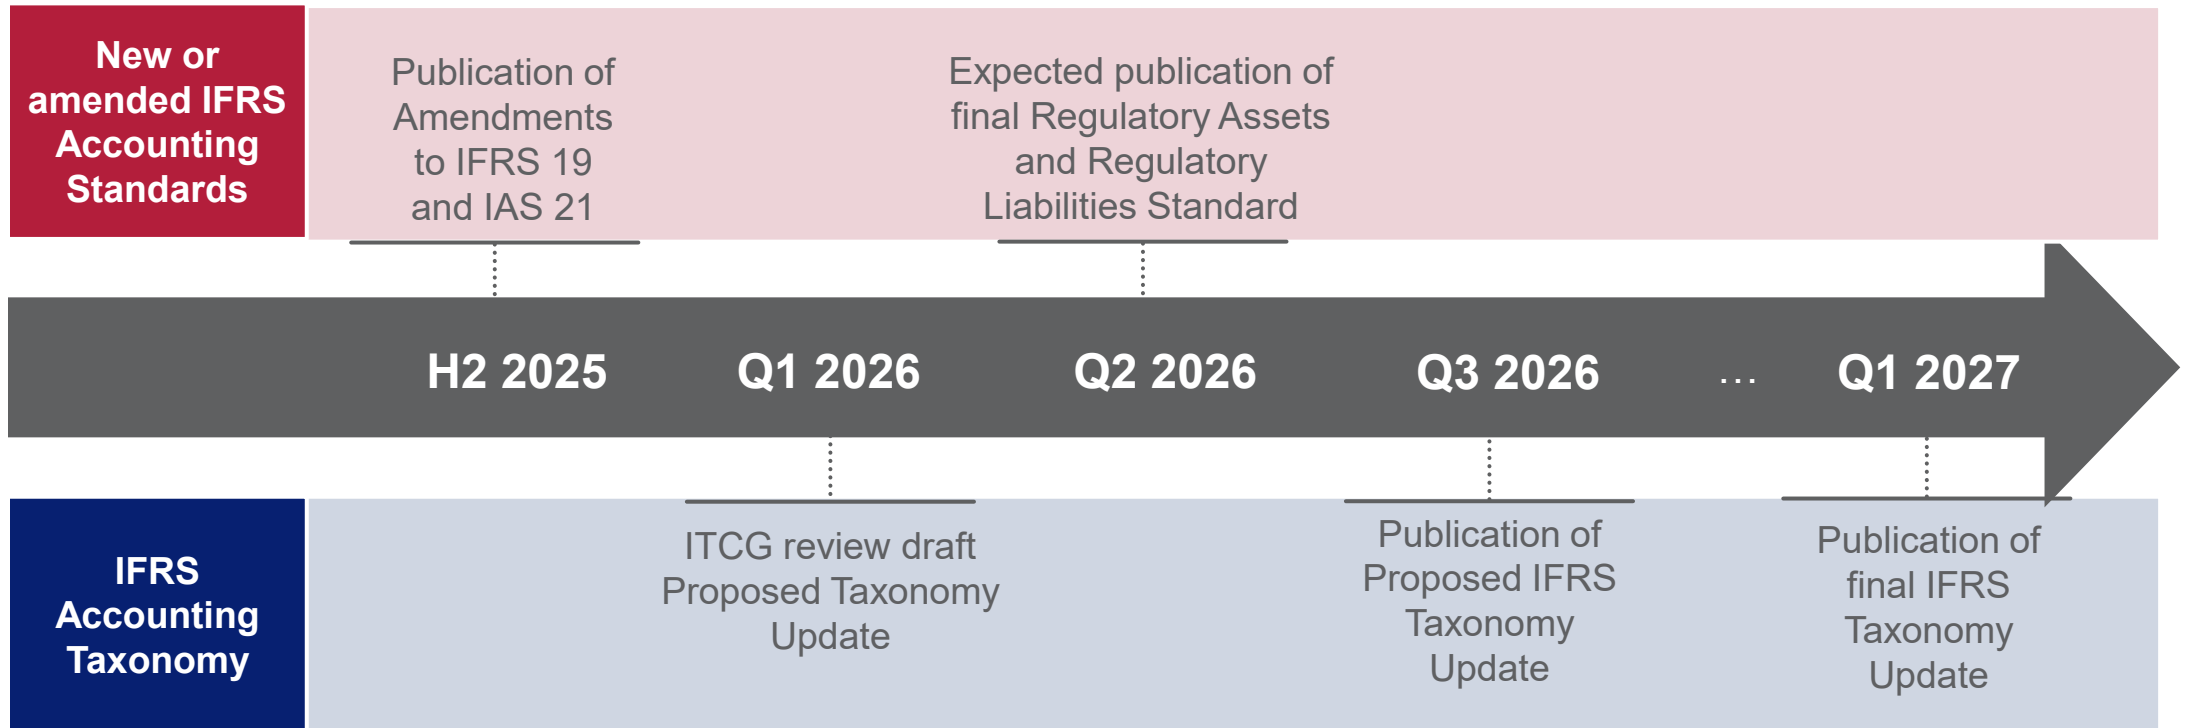 New or
amended IFRS
Accounting
Standards
Publication of
Amendments
to IFRS 19
and IAS 21
Expected publication of
final Regulatory Assets
and Regulatory
Liabilities Standard
H2 2025
Q1 2026
Q2 2026
Q3 2026
...
Q1 2027
IFRS
Accounting
Taxonomy
ITCG review draft
Proposed Taxonomy
Update
Publication of
Proposed IFRS
Taxonomy
Update
Publication of
final IFRS
Taxonomy
Update